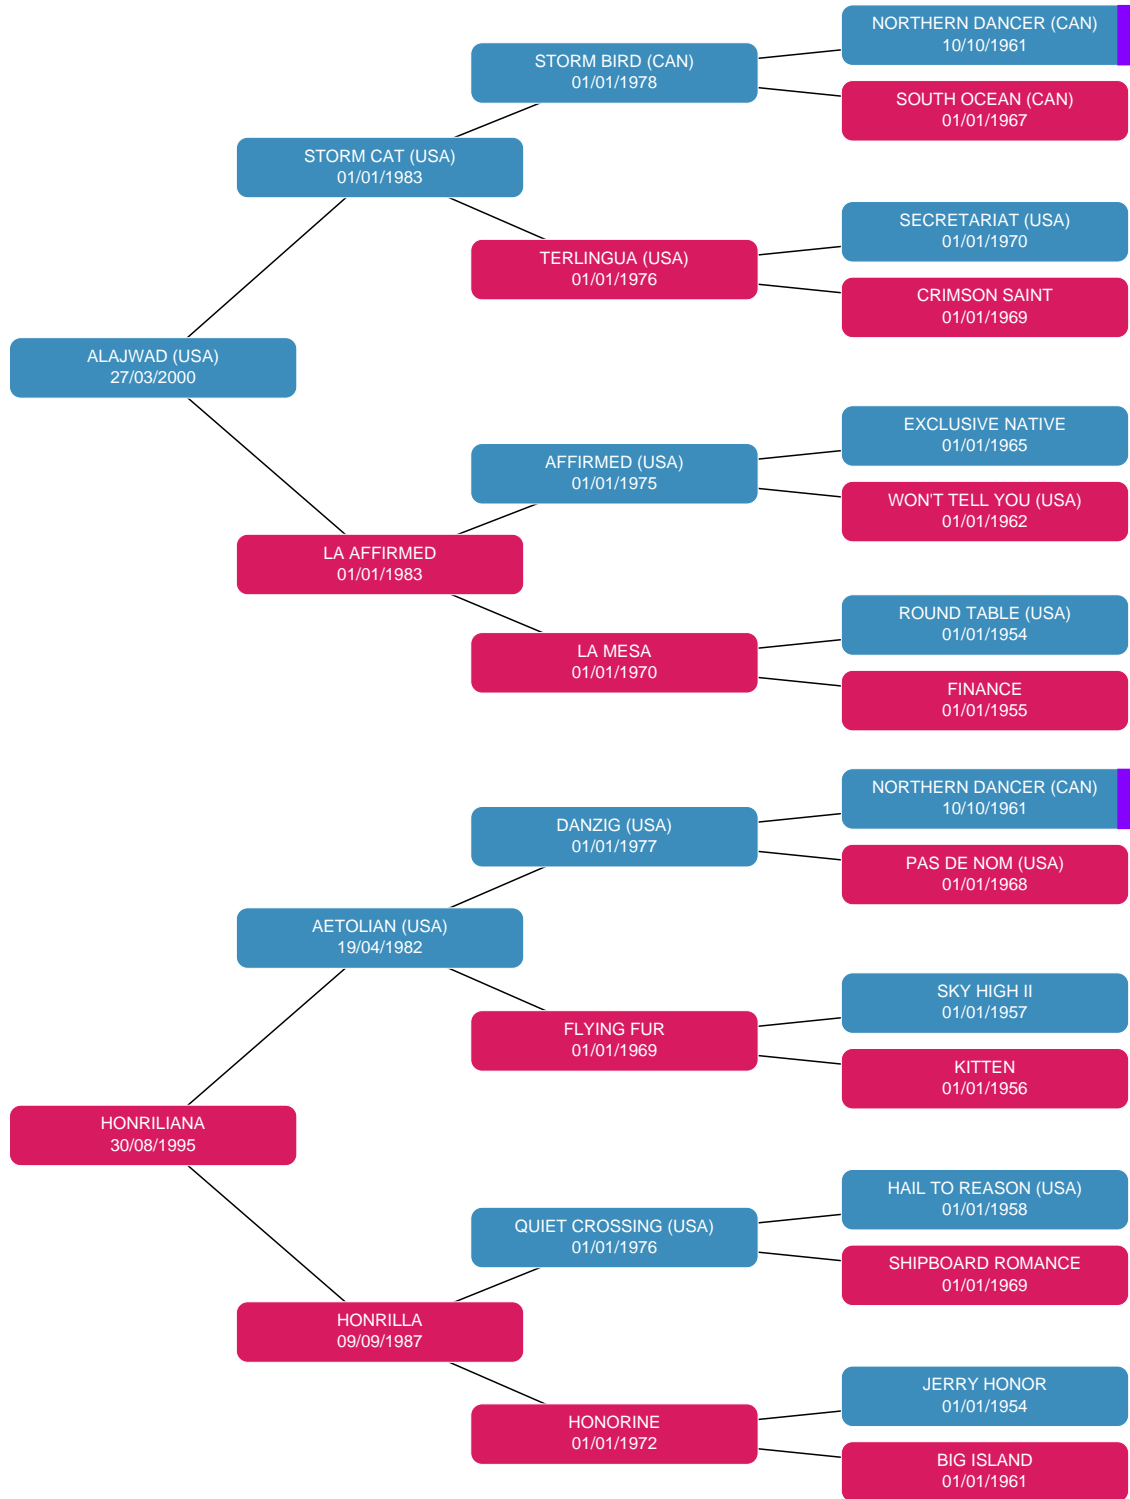 NORTHERN DANCER (CAN)
10/10/1961
STORM BIRD (CAN)
01/01/1978
SOUTH OCEAN (CAN)
01/01/1967
STORM CAT (USA)
01/01/1983
SECRETARIAT (USA)
01/01/1970
TERLINGUA (USA)
01/01/1976
CRIMSON SAINT
01/01/1969
ALAJWAD (USA)
27/03/2000
EXCLUSIVE NATIVE
01/01/1965
AFFIRMED (USA)
01/01/1975
WON'T TELL YOU (USA)
01/01/1962
LA AFFIRMED
01/01/1983
ROUND TABLE (USA)
01/01/1954
LA MESA
01/01/1970
FINANCE
01/01/1955
NORTHERN DANCER (CAN)
10/10/1961
DANZIG (USA)
01/01/1977
PAS DE NOM (USA)
01/01/1968
AETOLIAN (USA)
19/04/1982
SKY HIGH II
01/01/1957
FLYING FUR
01/01/1969
KITTEN
01/01/1956
HONRILIANA
30/08/1995
HAIL TO REASON (USA)
01/01/1958
QUIET CROSSING (USA)
01/01/1976
SHIPBOARD ROMANCE
01/01/1969
HONRILLA
09/09/1987
JERRY HONOR
01/01/1954
HONORINE
01/01/1972
BIG ISLAND
01/01/1961